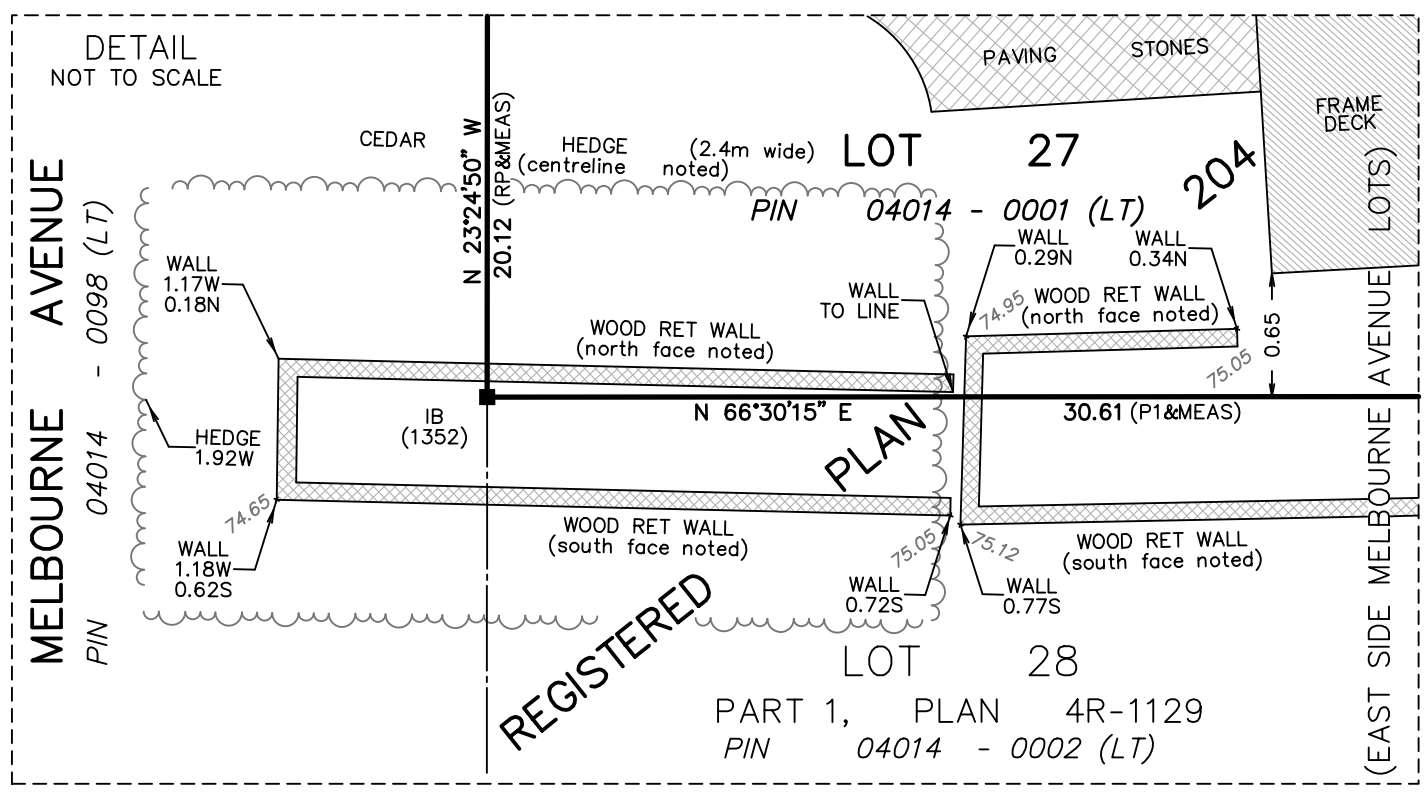 DETAIL
NOT TO SCALE
PAVING STONES
FRAME
DECK
CEDAR HEDGE (2.4m wide)
(centreline noted)
LOT 27
PIN 04014 - 0001 (LT)
204
N 23°24'50" W
20.12 (RP&MEAS)
MELBOURNE AVENUE
PIN 04014 - 0098 (LT)
WALL
1.17W
0.18N
WALL
0.29N
WALL
0.34N
WALL
TO LINE
74.95
WOOD RET WALL
(north face noted)
WOOD RET WALL
(north face noted)
0.65
75.05
IB
(1352)
N 66°30'15" E
30.61 (P1&MEAS)
HEDGE
1.92W
PLAN
74.65
WALL
1.18W
0.62S
WOOD RET WALL
(south face noted)
75.05
75.12
WOOD RET WALL
(south face noted)
WALL
0.72S
WALL
0.77S
REGISTERED
LOT 28
PART 1, PLAN 4R-1129
PIN 04014 - 0002 (LT)
(EAST SIDE MELBOURNE AVENUE LOTS)